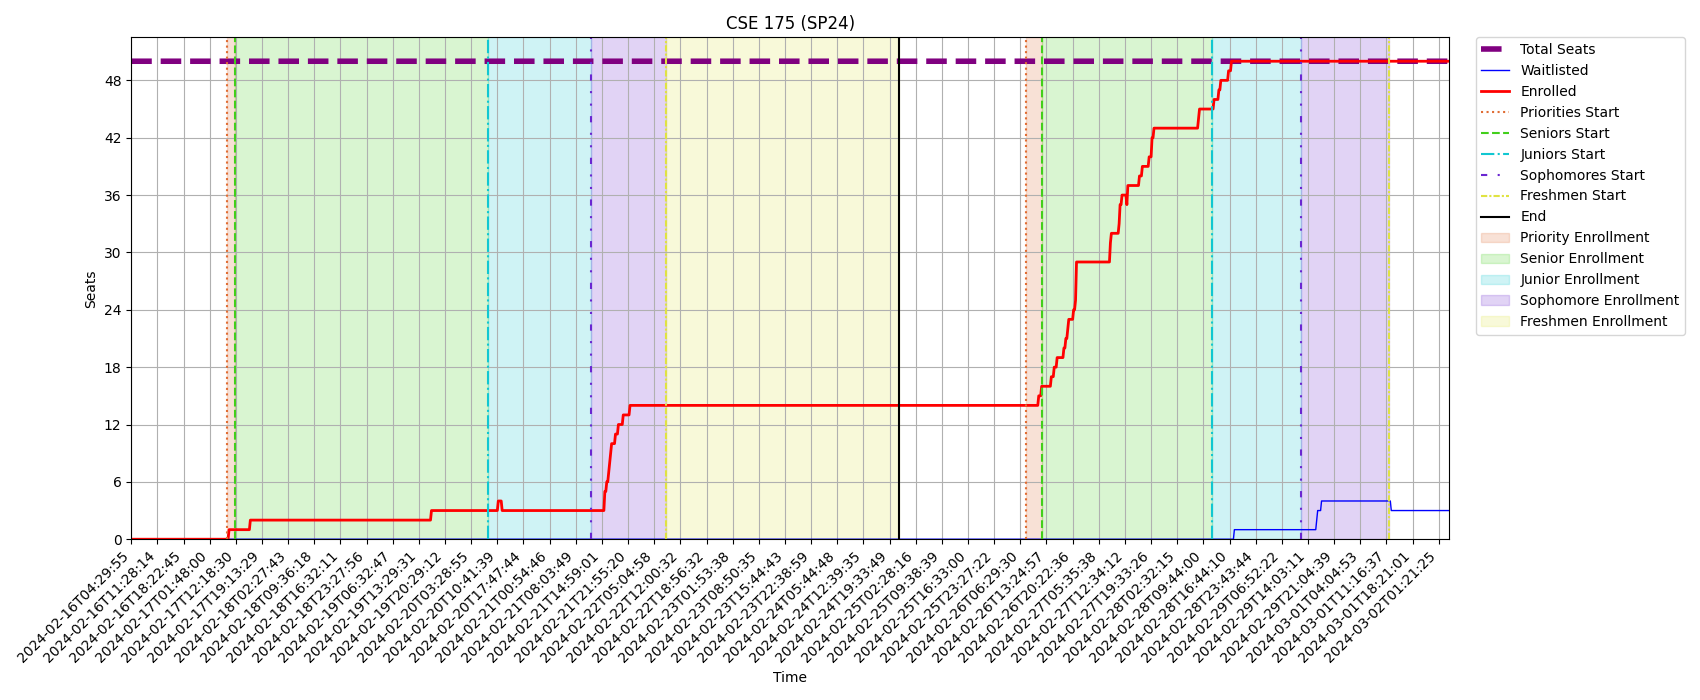 CSE 175 (SP24)
Seats
48
42
36
30
24
18
12
6
0
2024-02-16T04:29:55
2024-02-16T11:28:14
2024-02-16T18:22:45
2024-02-17T01:48:00
2024-02-17T12:18:30
2024-02-17T19:13:29
2024-02-18T02:27:43
2024-02-18T09:36:18
2024-02-18T16:32:11
2024-02-18T23:27:56
2024-02-19T06:32:47
2024-02-19T13:29:31
2024-02-19T20:29:12
2024-02-20T03:28:55
2024-02-20T10:41:39
2024-02-20T17:47:44
2024-02-21T00:54:46
2024-02-21T08:03:49
2024-02-21T14:59:01
2024-02-21T21:55:20
2024-02-22T05:04:58
2024-02-22T12:00:32
2024-02-22T18:56:32
2024-02-23T01:53:38
2024-02-23T08:50:35
2024-02-23T15:44:43
2024-02-23T22:38:59
2024-02-24T05:44:48
2024-02-24T12:39:35
2024-02-24T19:33:49
2024-02-25T02:28:16
2024-02-25T09:38:39
2024-02-25T16:33:00
2024-02-25T23:27:22
2024-02-26T06:29:30
2024-02-26T13:24:57
2024-02-26T20:22:36
2024-02-27T05:35:38
2024-02-27T12:34:12
2024-02-27T19:33:26
2024-02-28T02:32:15
2024-02-28T09:44:00
2024-02-28T16:44:10
2024-02-28T23:43:44
2024-02-29T06:52:22
2024-02-29T14:03:11
2024-02-29T21:04:39
2024-03-01T04:04:53
2024-03-01T11:16:37
2024-03-01T18:21:01
2024-03-02T01:21:25
Time
Total Seats
Waitlisted
Enrolled
Priorities Start
Seniors Start
Juniors Start
Sophomores Start
Freshmen Start
End
Priority Enrollment
Senior Enrollment
Junior Enrollment
Sophomore Enrollment
Freshmen Enrollment